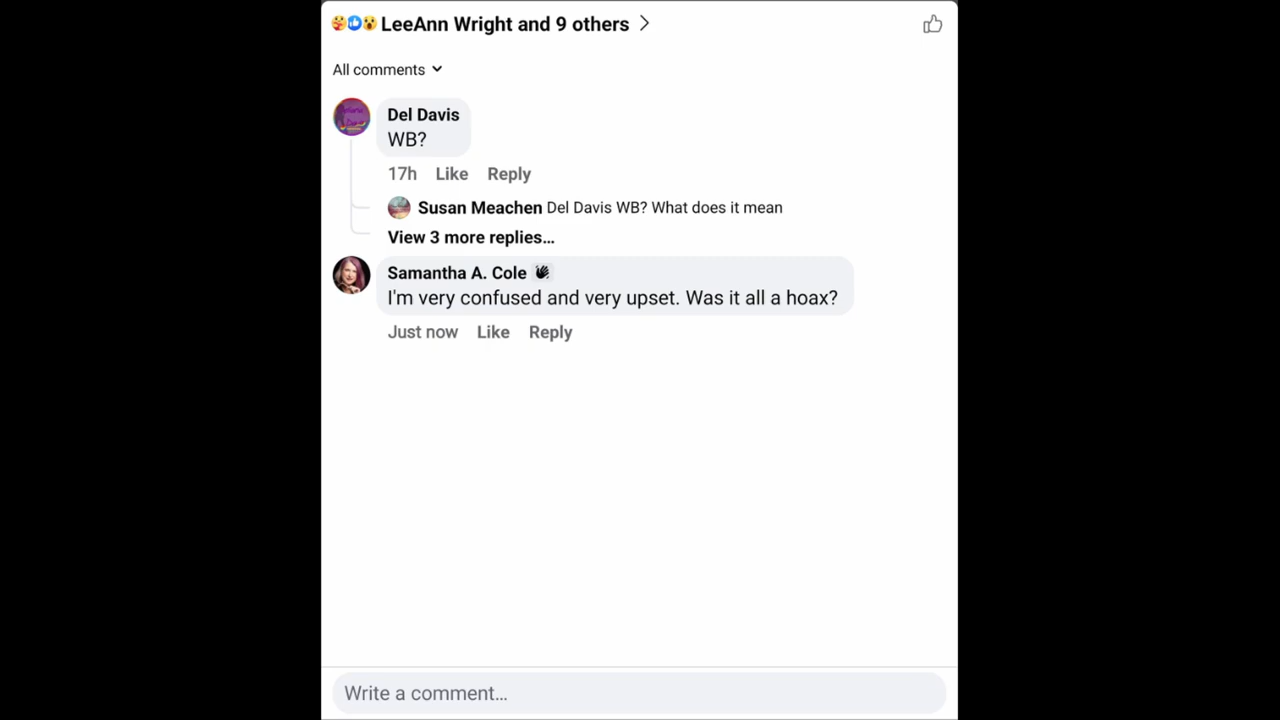 LeeAnn Wright and 9 others
All comments
Del Davis
WB?
17h Like Reply
Susan Meachen Del Davis WB? What does it mean
View 3 more replies...
Samantha A. Cole
I'm very confused and very upset. Was it all a hoax?
Just now Like Reply
Write a comment...